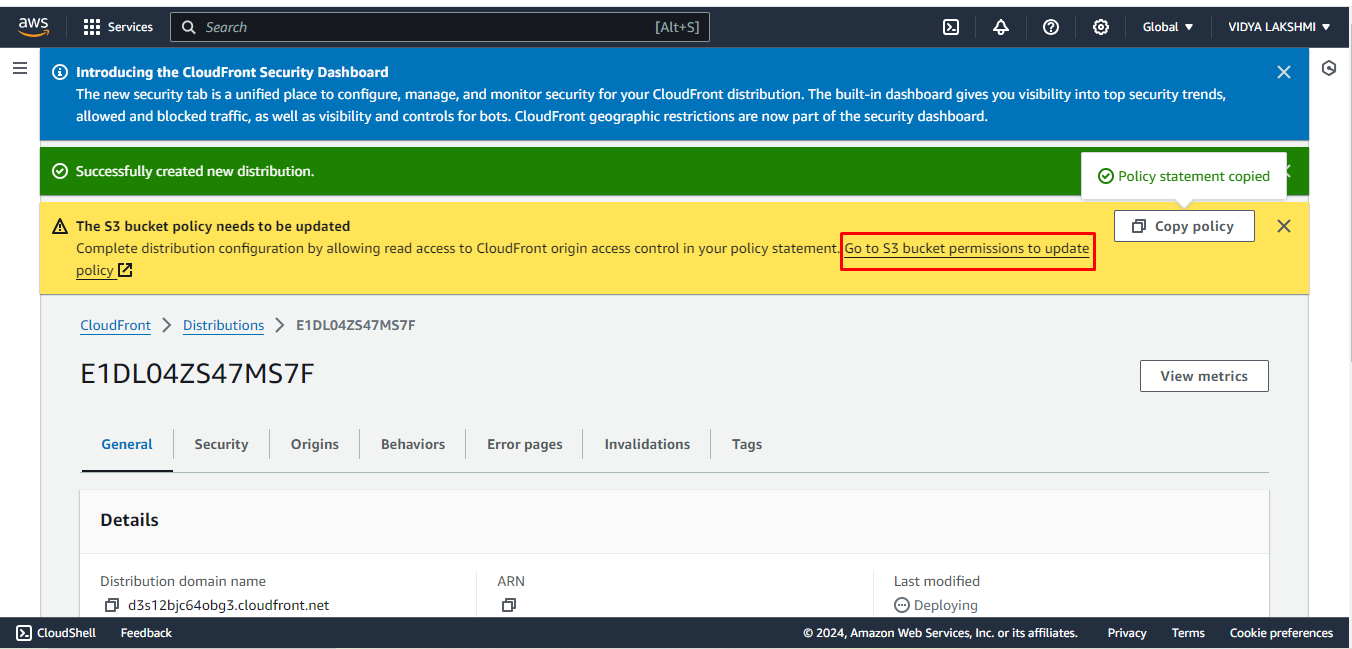 aws
Services
Search
[Alt+S]
Global
VIDYA LAKSHMI
Introducing the CloudFront Security Dashboard
The new security tab is a unified place to configure, manage, and monitor security for your CloudFront distribution. The built-in dashboard gives you visibility into top security trends,
allowed and blocked traffic, as well as visibility and controls for bots. CloudFront geographic restrictions are now part of the security dashboard.
Successfully created new distribution.
Policy statement copied
The S3 bucket policy needs to be updated
Complete distribution configuration by allowing read access to CloudFront origin access control in your policy statement. Go to S3 bucket permissions to update
policy
Copy policy
CloudFront
Distributions
E1DL04ZS47MS7F
E1DL04ZS47MS7F
View metrics
General
Security
Origins
Behaviors
Error pages
Invalidations
Tags
Details
Distribution domain name
d3s12bjc64obg3.cloudfront.net
ARN
Last modified
Deploying
CloudShell
Feedback
© 2024, Amazon Web Services, Inc. or its affiliates.
Privacy
Terms
Cookie preferences